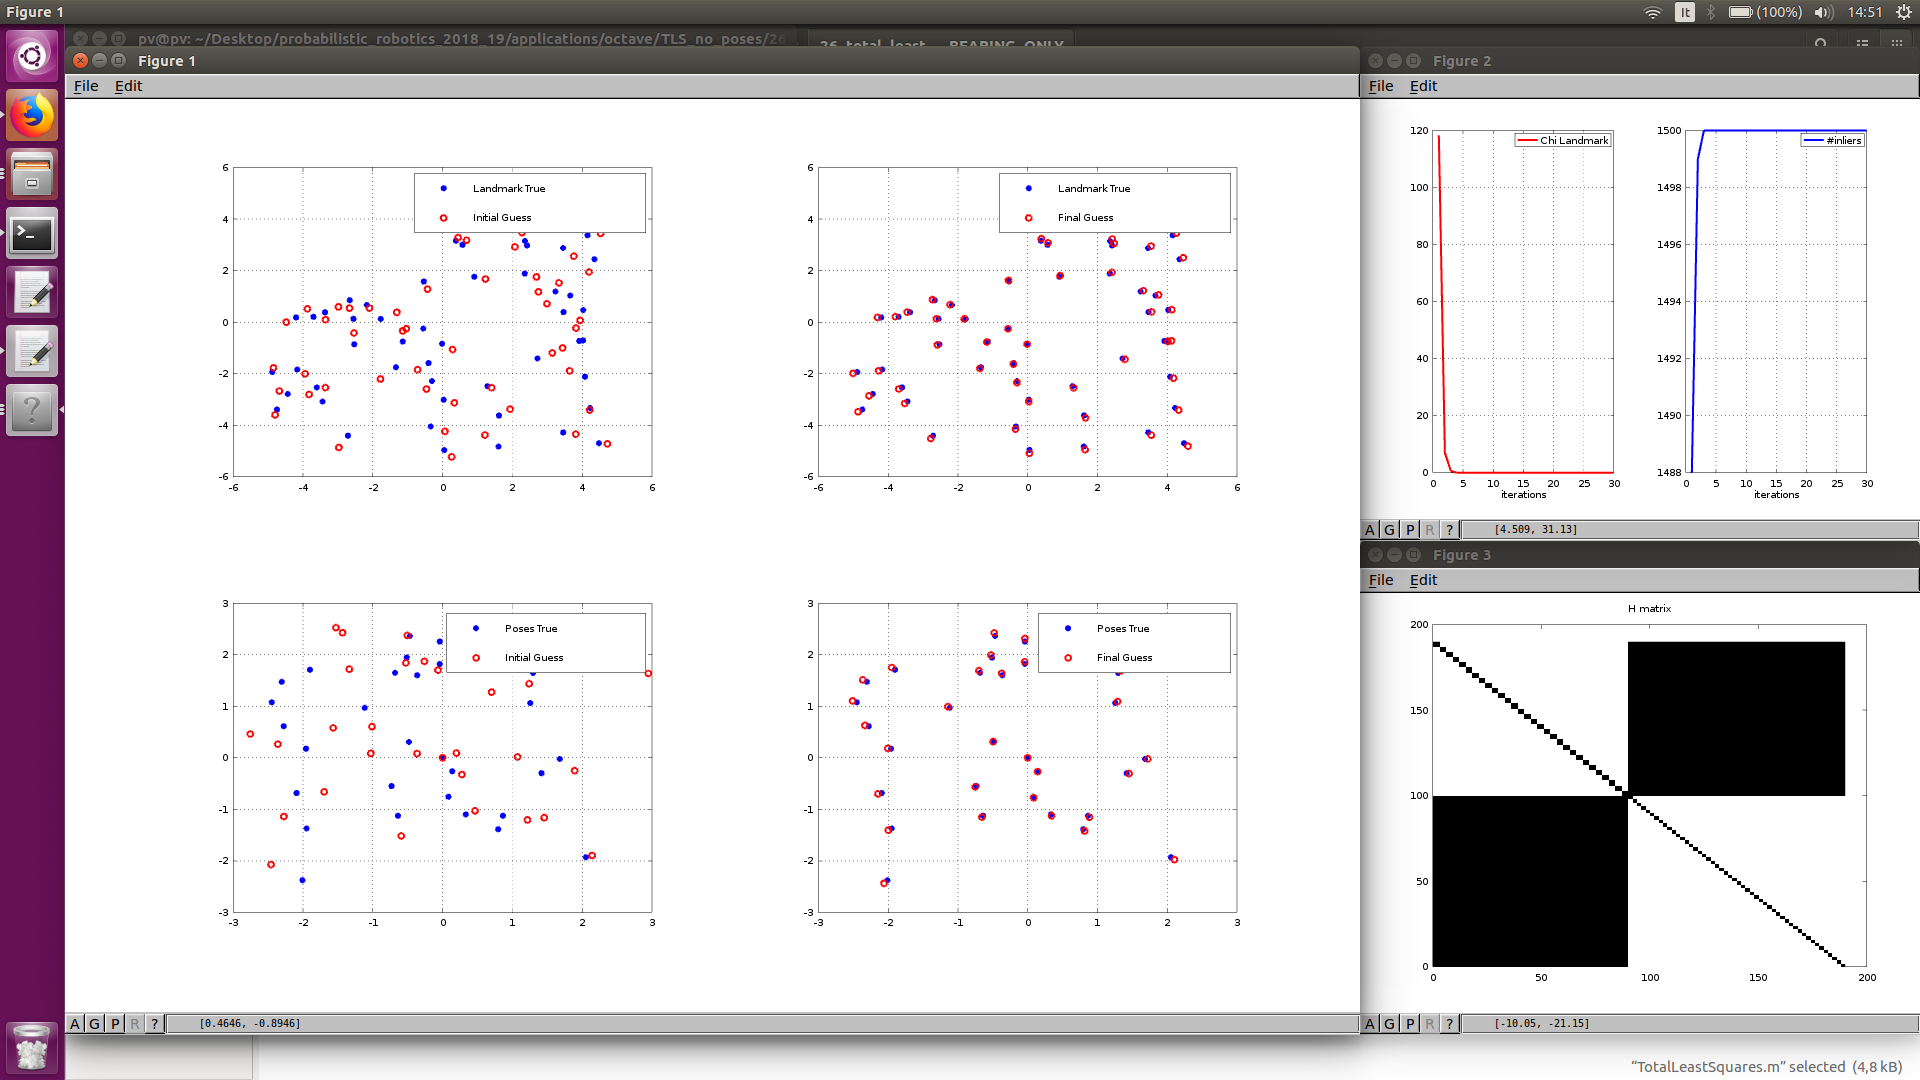 Figure 1
It
(100%)
14:51
pv@pv: ~/Desktop/probabilistic_robotics_2018_19/applications/octave/TLS_no_poses/26
Figure 1
File Edit
6
4
2
0
-2
-4
-6
-6 -4 -2 0 2 4 6
Landmark True
Initial Guess
6
4
2
0
-2
-4
-6
-6 -4 -2 0 2 4 6
Landmark True
Final Guess
3
2
1
0
-1
-2
-3
-3 -2 -1 0 1 2 3
Poses True
Initial Guess
3
2
1
0
-1
-2
-3
-3 -2 -1 0 1 2 3
Poses True
Final Guess
A G P R ? [0.4646, -0.8946]
Figure 2
File Edit
120
100
80
60
40
20
0
0 5 10 15 20 25 30
iterations
Chi Landmark
1500
1498
1496
1494
1492
1490
1488
0 5 10 15 20 25 30
iterations
#inliers
A G P R ? [4.509, 31.13]
Figure 3
File Edit
H matrix
200
150
100
50
0
0 50 100 150 200
A G P R ? [-10.05, -21.15]
“TotalLeastSquares.m” selected (4,8 kB)